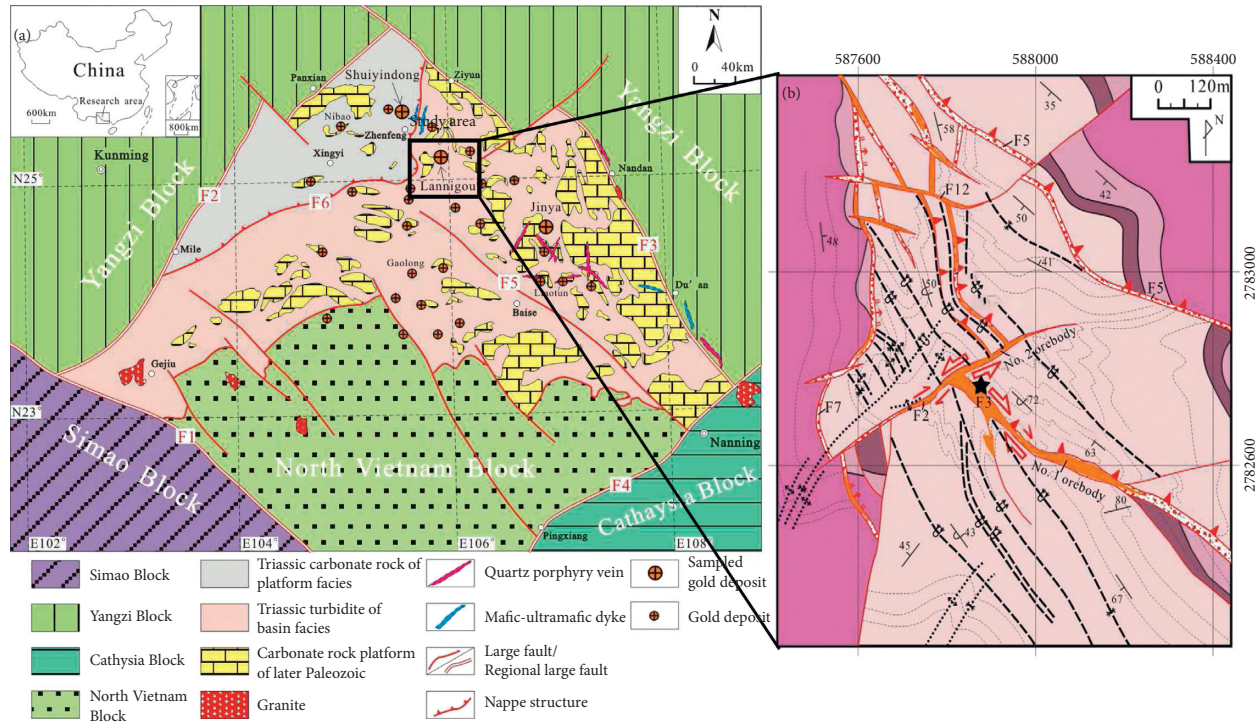 (a)
China
Research area
600km
800km
N
0 40km
Yangzi Block
Panxian
Shuiyindong
Ziyun
Nibao
Zhenfeng
Study area
Kunming
Xingyi
Nandan
N25°
F2
Lannigou
F6
Jinya
Yangzi Block
Mile
F3
Gaolong
F5
Liaotun
Du' an
Baise
Gejiu
N23°
F1
Simao Block
North Vietnam Block
Nanning
F4
Cathaysia Block
Pingxiang
E102°
E104°
E106°
E108°
Simao Block
Yangzi Block
Cathysia Block
North Vietnam
Block
Triassic carbonate rock of
platform facies
Triassic turbidite of
basin facies
Carbonate rock platform
of later Paleozoic
Granite
Quartz porphyry vein
Mafic-ultramafic dyke
Large fault/
Regional large fault
Nappe structure
Sampled
gold deposit
Gold deposit
587600
588000
588400
(b)
0 120m
N
35
58
F5
42
F12
50
48
41
2783000
50
F5
No. 2 orebody
F7
F2
F3
72
63
2782600
No. 1 orebody
80
45
43
67